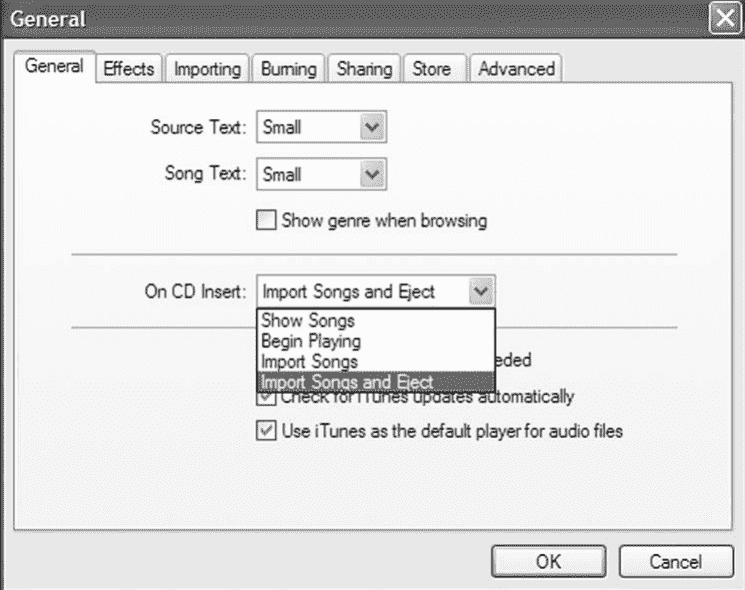 General
General Effects Importing Burning Sharing Store Advanced
Source Text: Small
Song Text: Small
Show genre when browsing
On CD Insert: Import Songs and Eject
Show Songs
Begin Playing
Import Songs
Import Songs and Eject
Check for iTunes updates automatically
Use iTunes as the default player for audio files
OK Cancel